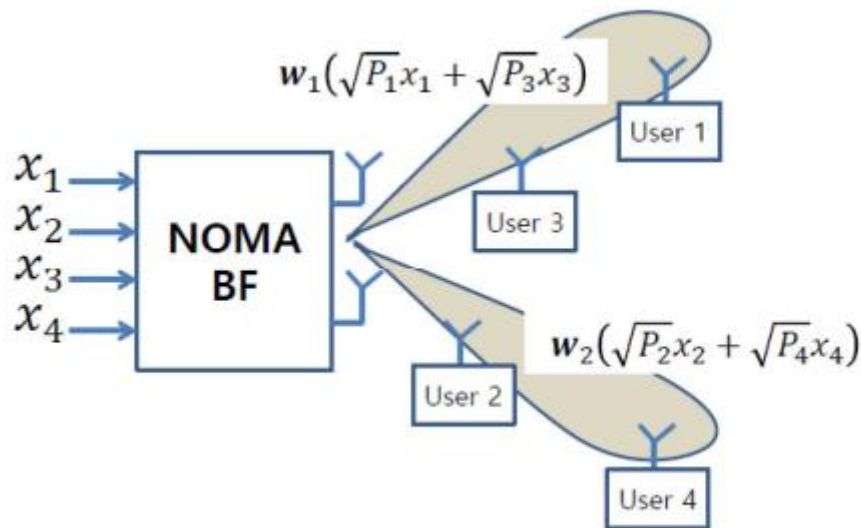 𝒘₁(√P₁x₁ + √P₃x₃)
User 1
x₁
x₂
x₃
x₄
NOMA
BF
User 3
𝒘₂(√P₂x₂ + √P₄x₄)
User 2
User 4